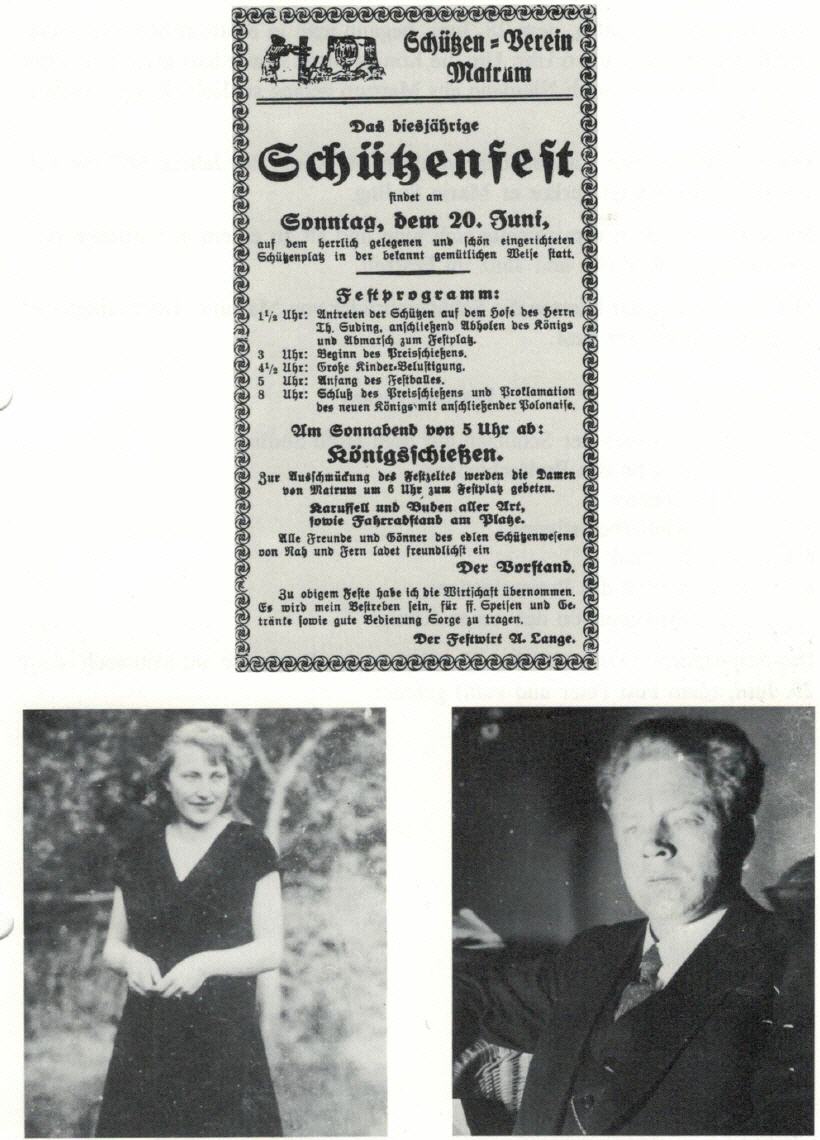 Schützen-Verein
Matrum
Das diesjährige
Schützenfest
findet am
Sonntag, dem 20. Juni,
auf dem herrlich gelegenen und schön eingerichteten
Schützenplatz in der bekannt gemütlichen Weise statt.
Festprogramm:
1½ Uhr: Antreten der Schützen auf dem Hofe des Herrn
Th. Suding, anschließend Abholen des Königs
und Abmarsch zum Festplatz.
3 Uhr: Beginn des Preisschießens.
4½ Uhr: Große Kinder-Belustigung.
5 Uhr: Anfang des Festballes.
8 Uhr: Schluß des Preisschießens und Proklamation
des neuen Königs mit anschließender Polonaise.
Am Sonnabend von 5 Uhr ab:
Königsschießen.
Zur Ausschmückung des Festzeltes werden die Damen
von Matrum um 6 Uhr zum Festplatz gebeten.
Karussell und Buden aller Art,
sowie Fahrradstand am Platze.
Alle Freunde und Gönner des edlen Schützenwesens
von Nah und Fern ladet freundlichst ein
Der Vorstand.
Zu obigem Feste habe ich die Wirtschaft übernommen.
Es wird mein Bestreben sein, für ff. Speisen und Ge-
tränke sowie gute Bedienung Sorge zu tragen.
Der Festwirt A. Lange.